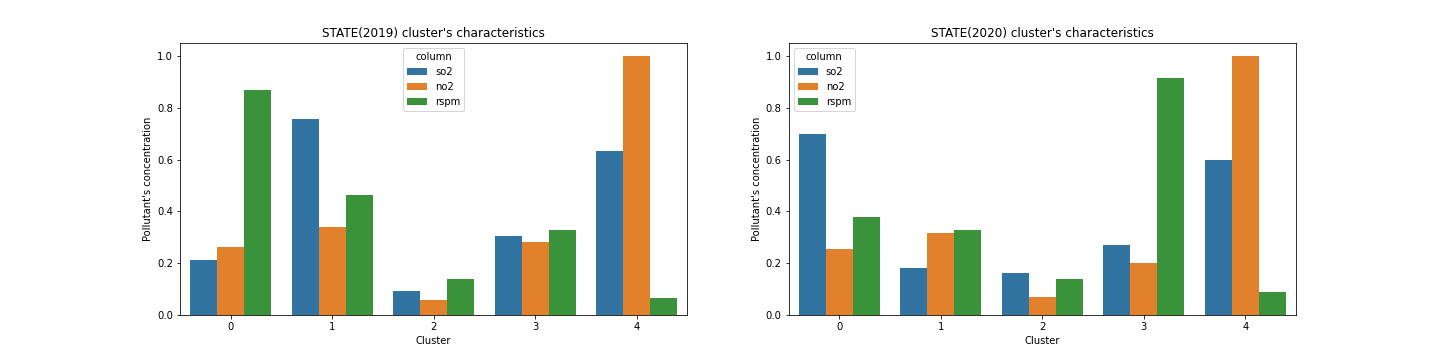 STATE(2019) cluster's characteristics
column
so2
no2
rspm
Pollutant's concentration
1.0
0.8
0.6
0.4
0.2
0.0
0 1 2 3 4
Cluster
STATE(2020) cluster's characteristics
column
so2
no2
rspm
Pollutant's concentration
1.0
0.8
0.6
0.4
0.2
0.0
0 1 2 3 4
Cluster